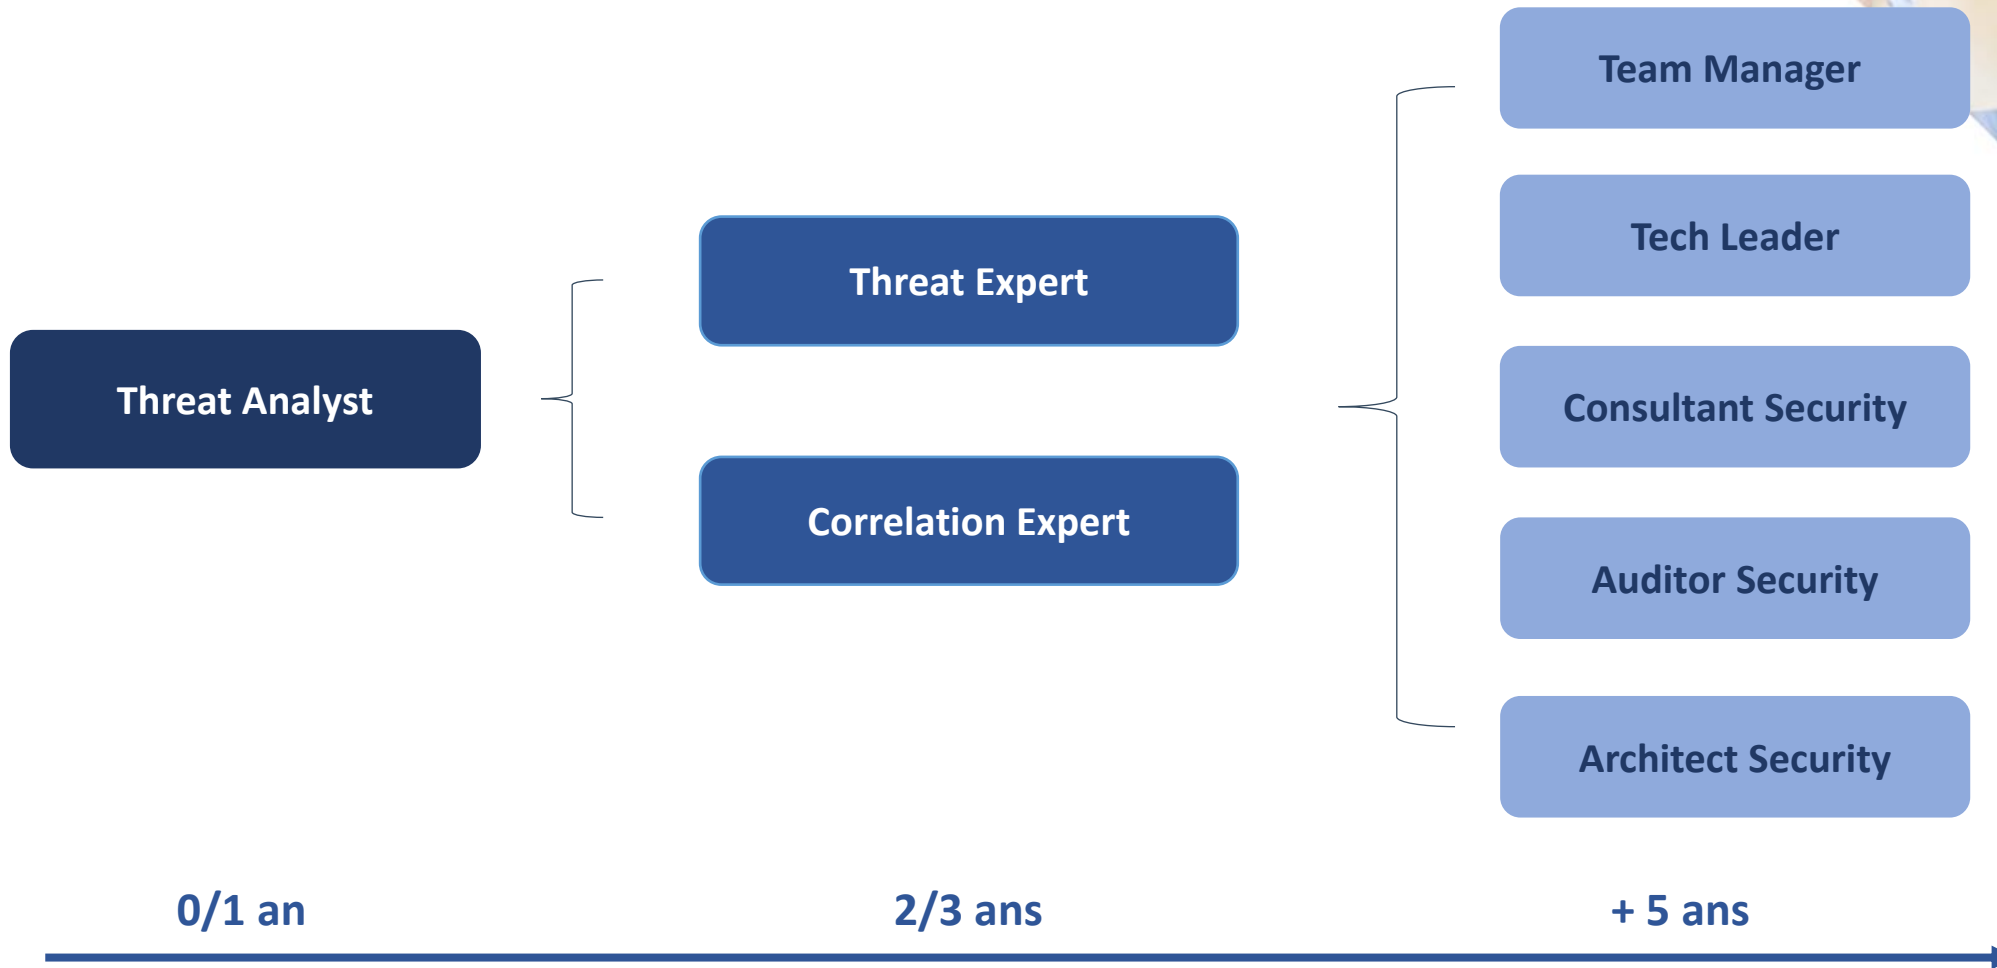 Threat Analyst
Threat Expert
Correlation Expert
Team Manager
Tech Leader
Consultant Security
Auditor Security
Architect Security
0/1 an
2/3 ans
+ 5 ans